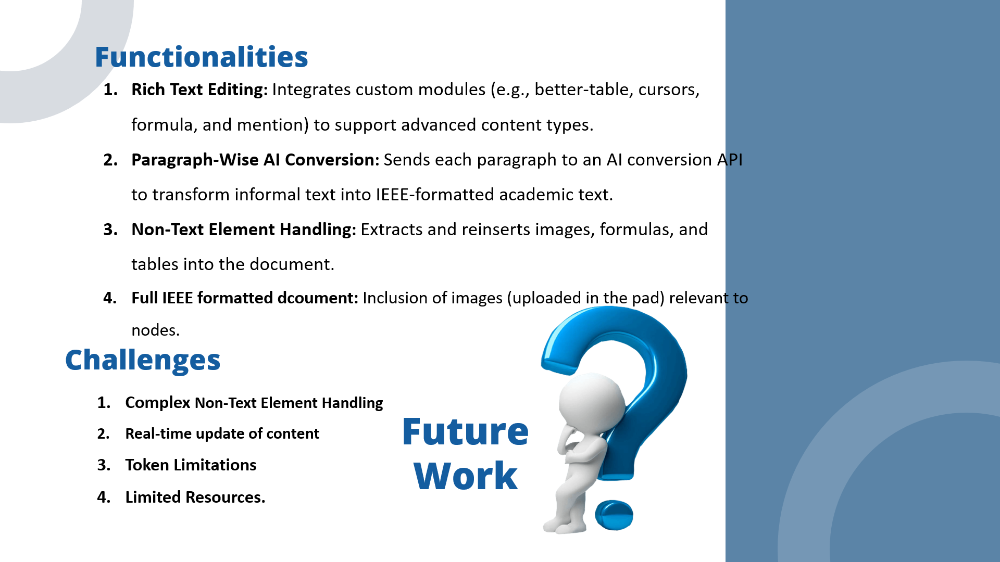 Functionalities
1. Rich Text Editing: Integrates custom modules (e.g., better-table, cursors,
formula, and mention) to support advanced content types.
2. Paragraph-Wise AI Conversion: Sends each paragraph to an AI conversion API
to transform informal text into IEEE-formatted academic text.
3. Non-Text Element Handling: Extracts and reinserts images, formulas, and
tables into the document.
4. Full IEEE formatted dcoument: Inclusion of images (uploaded in the pad) relevant to
nodes.
Challenges
1. Complex Non-Text Element Handling
2. Real-time update of content
3. Token Limitations
4. Limited Resources.
Future
Work